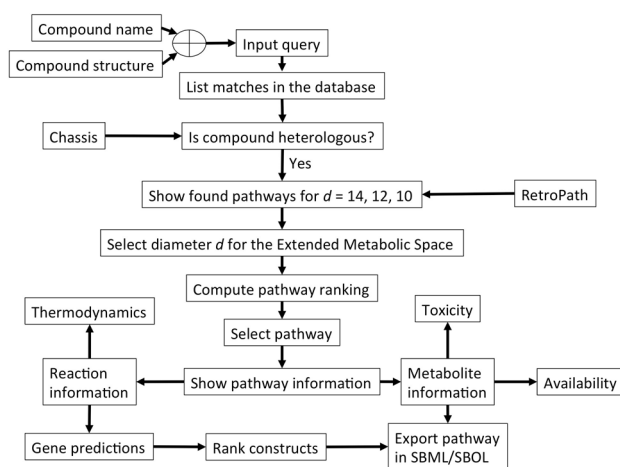 Compound name
Compound structure
Input query
List matches in the database
Chassis
Is compound heterologous?
Yes
Show found pathways for d = 14, 12, 10
RetroPath
Select diameter d for the Extended Metabolic Space
Compute pathway ranking
Thermodynamics
Toxicity
Select pathway
Reaction
information
Show pathway information
Metabolite
information
Availability
Gene predictions
Rank constructs
Export pathway
in SBML/SBOL